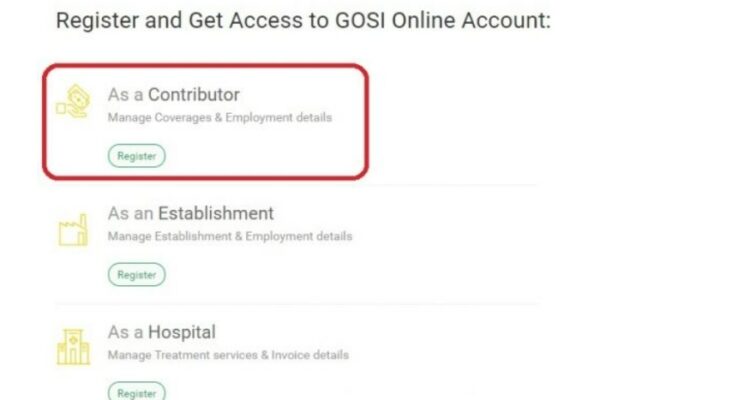 Register and Get Access to GOSI Online Account:
As a Contributor
Manage Coverages & Employment details
Register
As an Establishment
Manage Establishment & Employment details
Register
As a Hospital
Manage Treatment services & Invoice details
Register